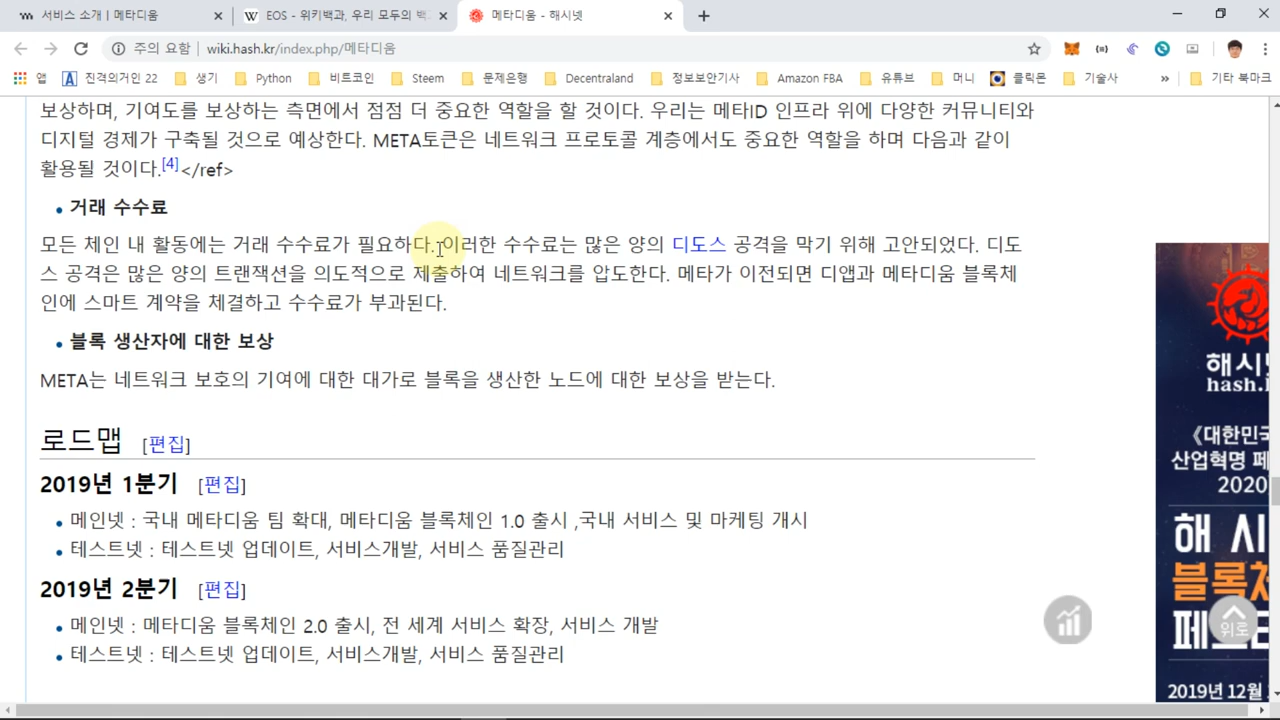 서비스 소개 | 메타디움
EOS - 위키백과, 우리 모두의 백
메타디움 - 해시넷
주의 요함 | wiki.hash.kr/index.php/메타디움
앱 진격의거인 22 생기 Python 비트코인 Steem 문제은행 Decentraland 정보보안기사 Amazon FBA 유튜브 머니 클릭몬 기술사 » 기타 북마크
보상하며, 기여도를 보상하는 측면에서 점점 더 중요한 역할을 할 것이다. 우리는 메타ID 인프라 위에 다양한 커뮤니티와
디지털 경제가 구축될 것으로 예상한다. META토큰은 네트워크 프로토콜 계층에서도 중요한 역할을 하며 다음과 같이
활용될 것이다.[4]</ref>
• 거래 수수료
모든 체인 내 활동에는 거래 수수료가 필요하다. 이러한 수수료는 많은 양의 디도스 공격을 막기 위해 고안되었다. 디도
스 공격은 많은 양의 트랜잭션을 의도적으로 제출하여 네트워크를 압도한다. 메타가 이전되면 디앱과 메타디움 블록체
인에 스마트 계약을 체결하고 수수료가 부과된다.
• 블록 생산자에 대한 보상
META는 네트워크 보호의 기여에 대한 대가로 블록을 생산한 노드에 대한 보상을 받는다.
로드맵 [편집]
2019년 1분기 [편집]
• 메인넷 : 국내 메타디움 팀 확대, 메타디움 블록체인 1.0 출시 ,국내 서비스 및 마케팅 개시
• 테스트넷 : 테스트넷 업데이트, 서비스개발, 서비스 품질관리
2019년 2분기 [편집]
• 메인넷 : 메타디움 블록체인 2.0 출시, 전 세계 서비스 확장, 서비스 개발
• 테스트넷 : 테스트넷 업데이트, 서비스개발, 서비스 품질관리
해시
hash.
《대한민국
산업혁명 페
2020
해 시
블록체
페
위로
2019년 12월